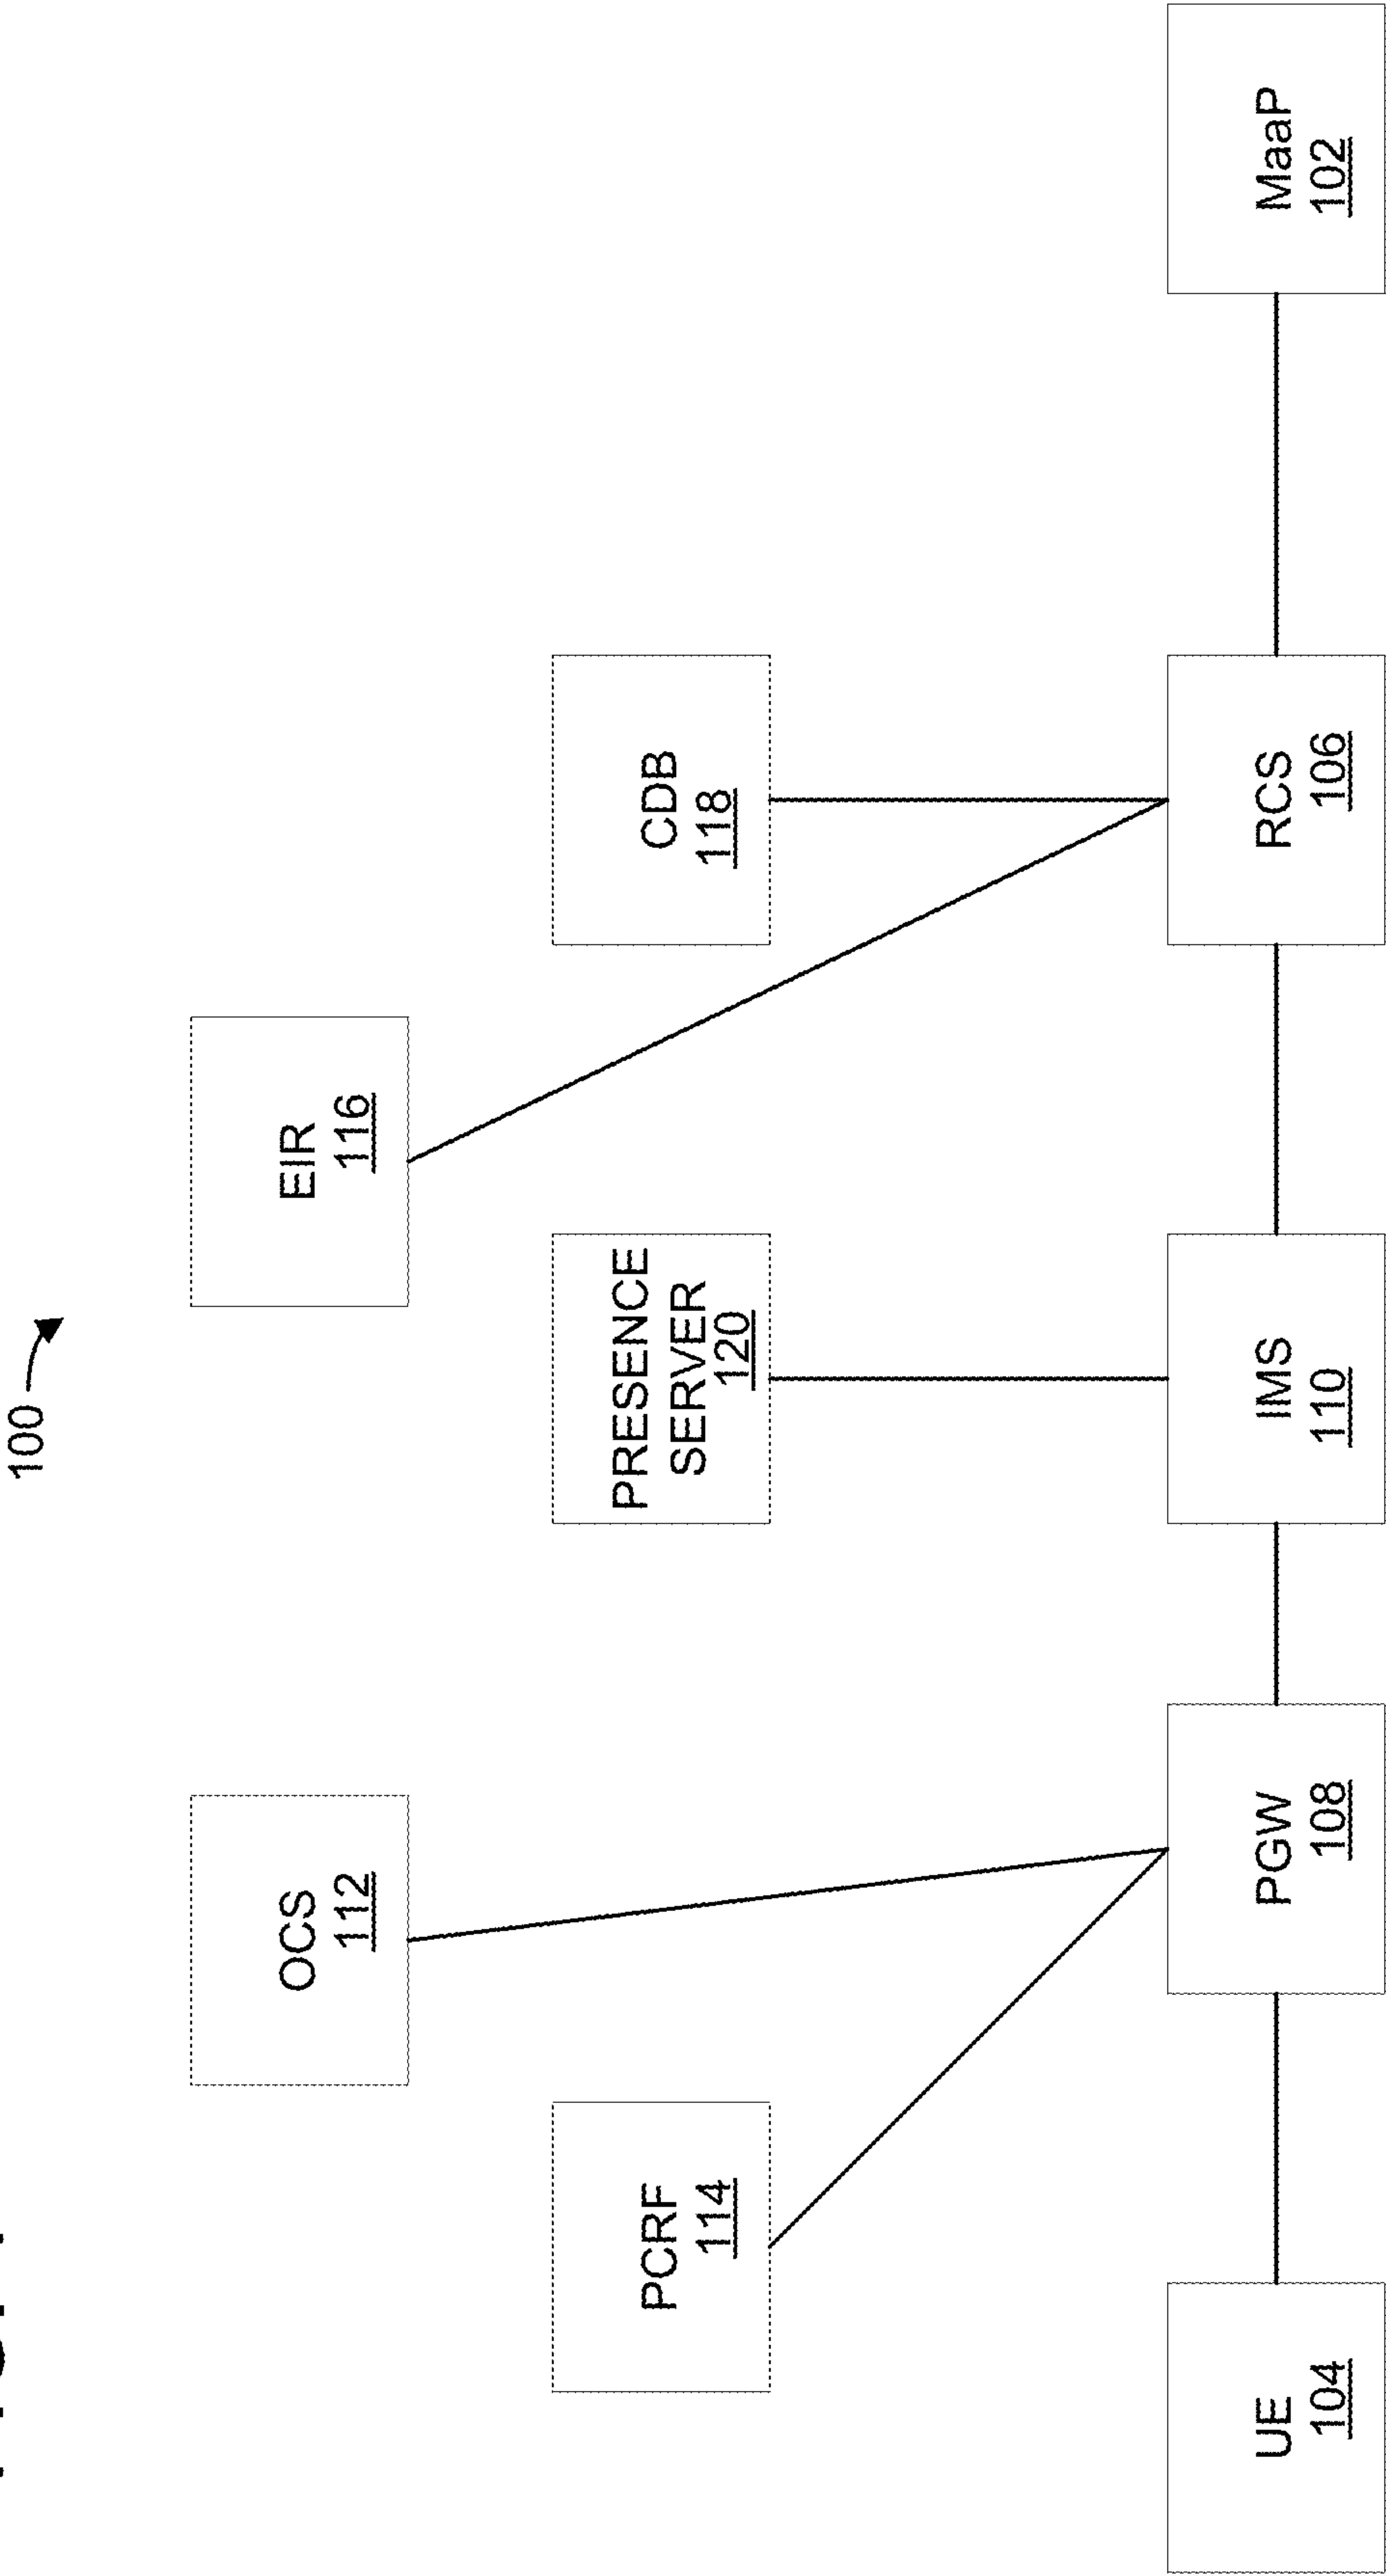 100
OCS
112
EIR
116
PCRF
114
PRESENCE
SERVER
120
CDB
118
UE
104
PGW
108
IMS
110
RCS
106
MaaP
102